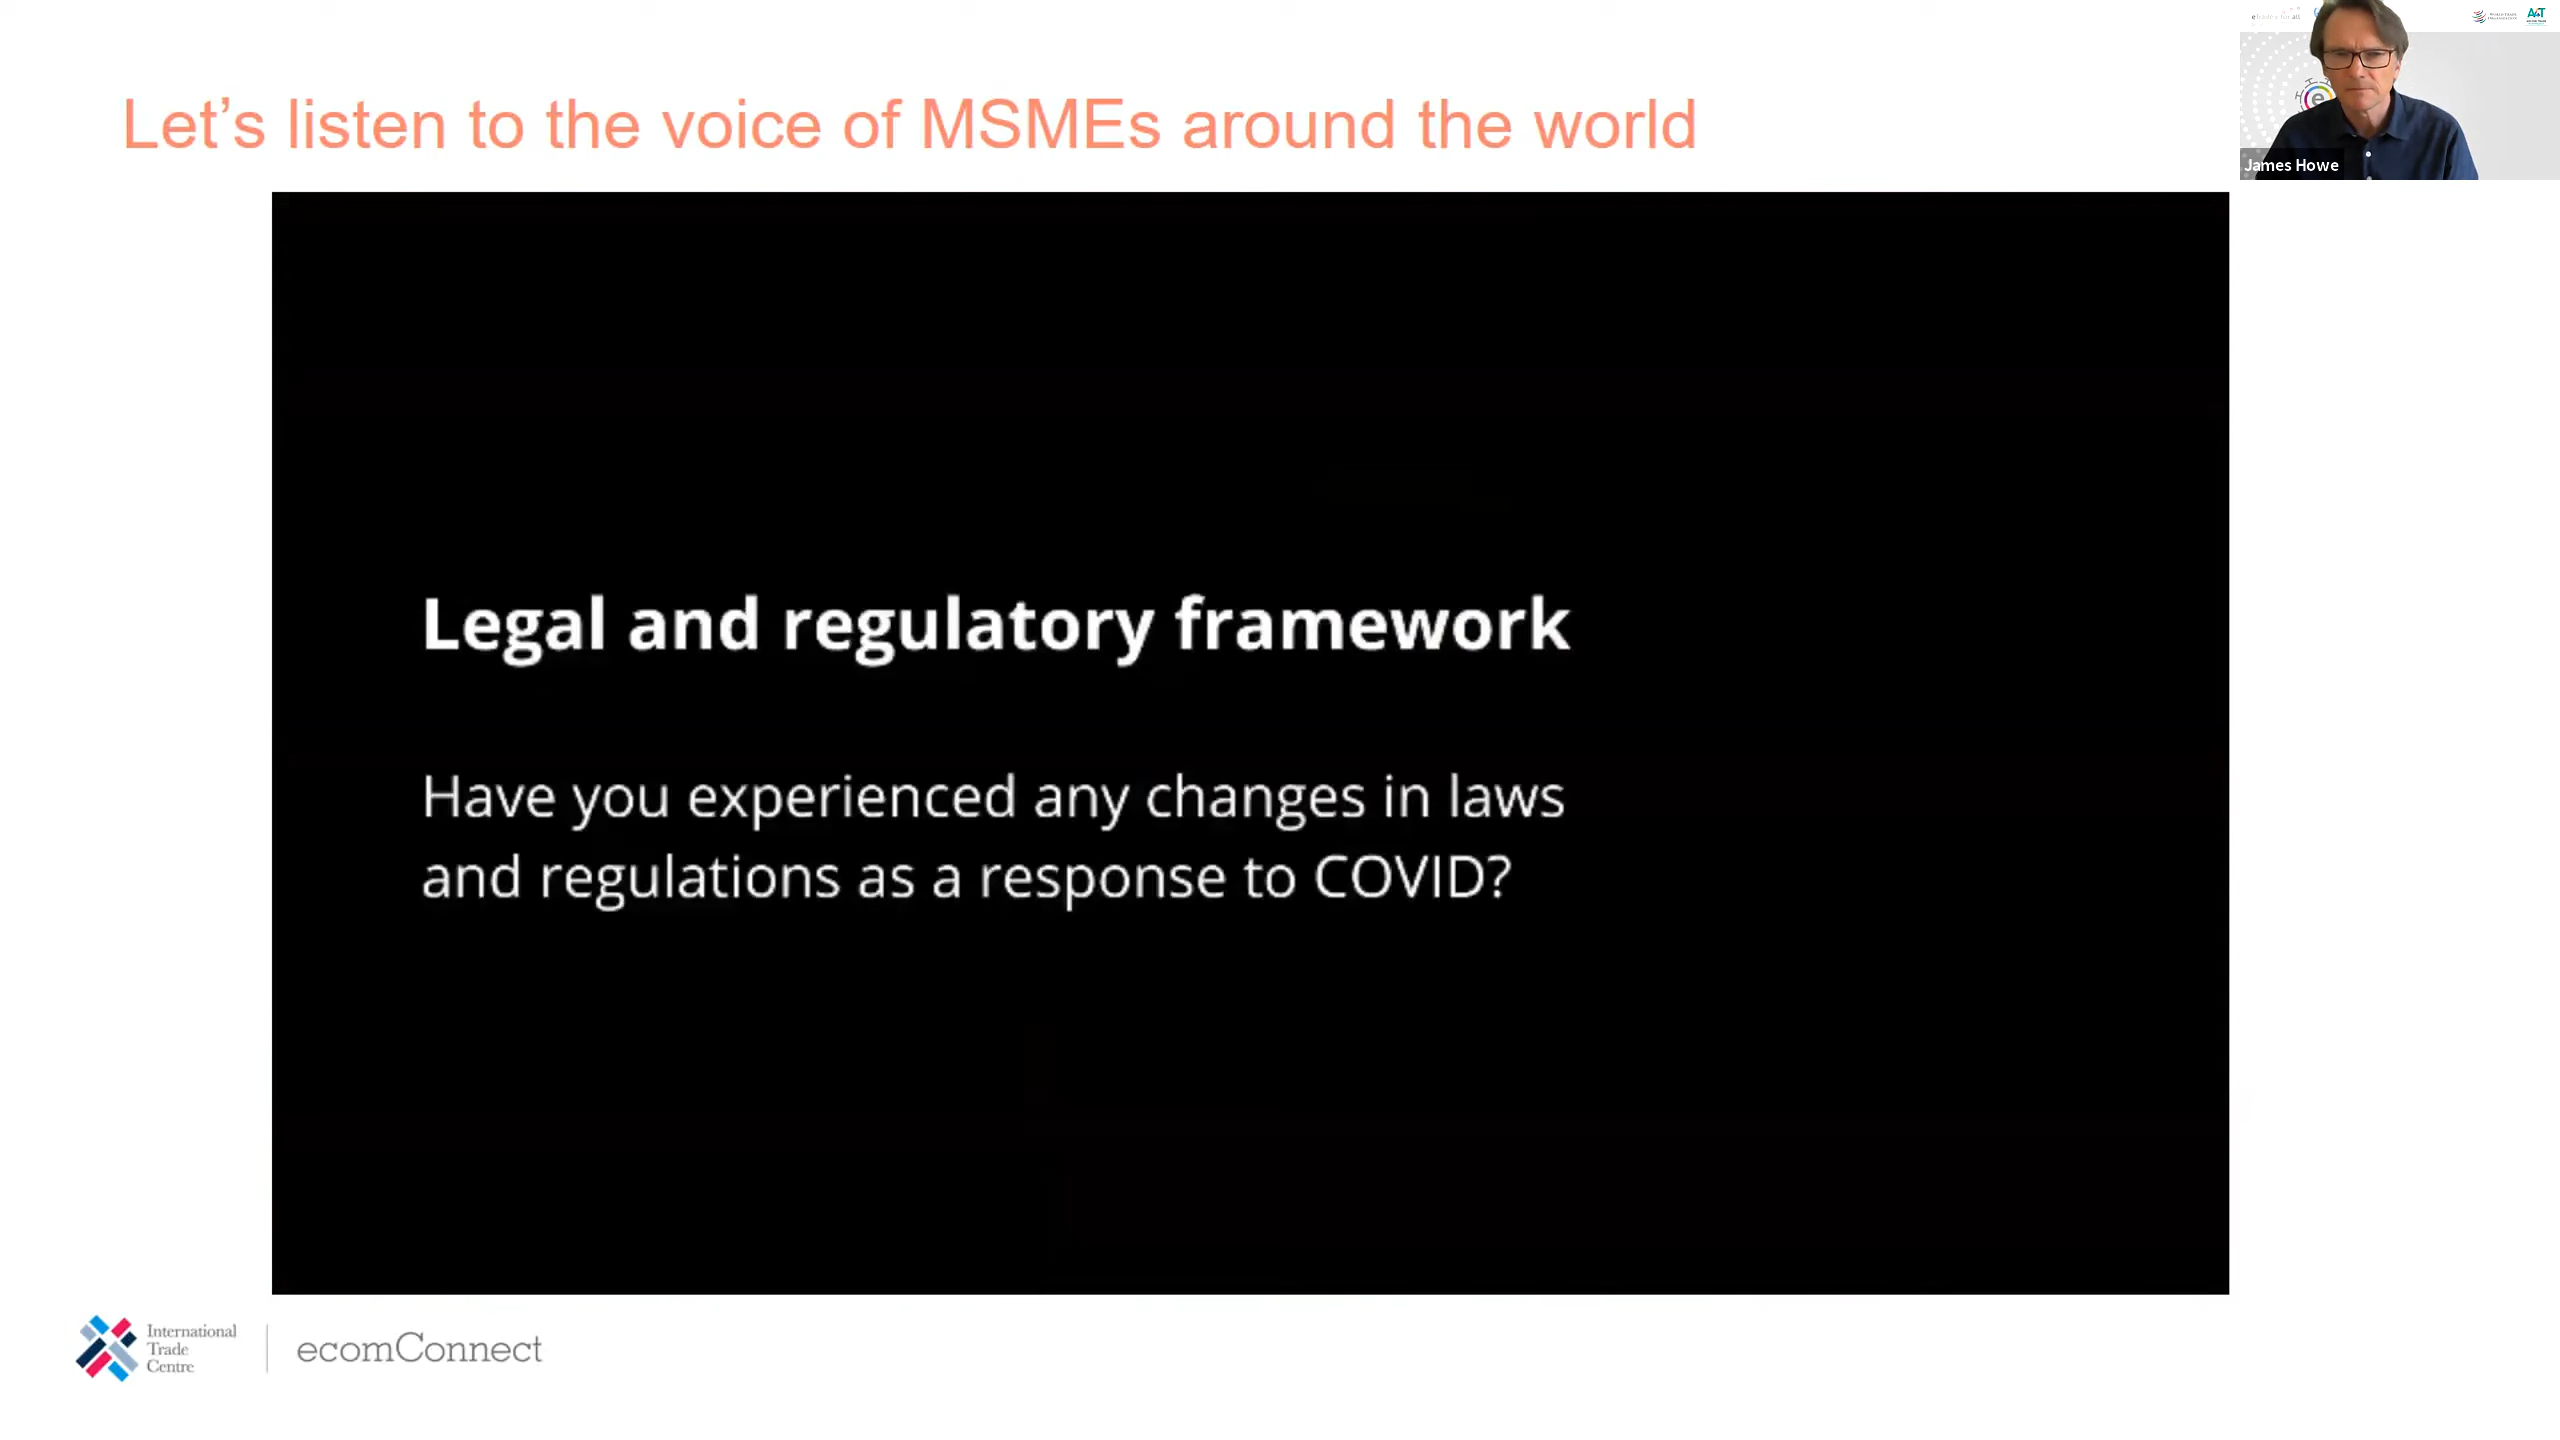 Let’s listen to the voice of MSMEs around the world
James Howe
Legal and regulatory framework
Have you experienced any changes in laws
and regulations as a response to COVID?
International
Trade
Centre
ecomConnect